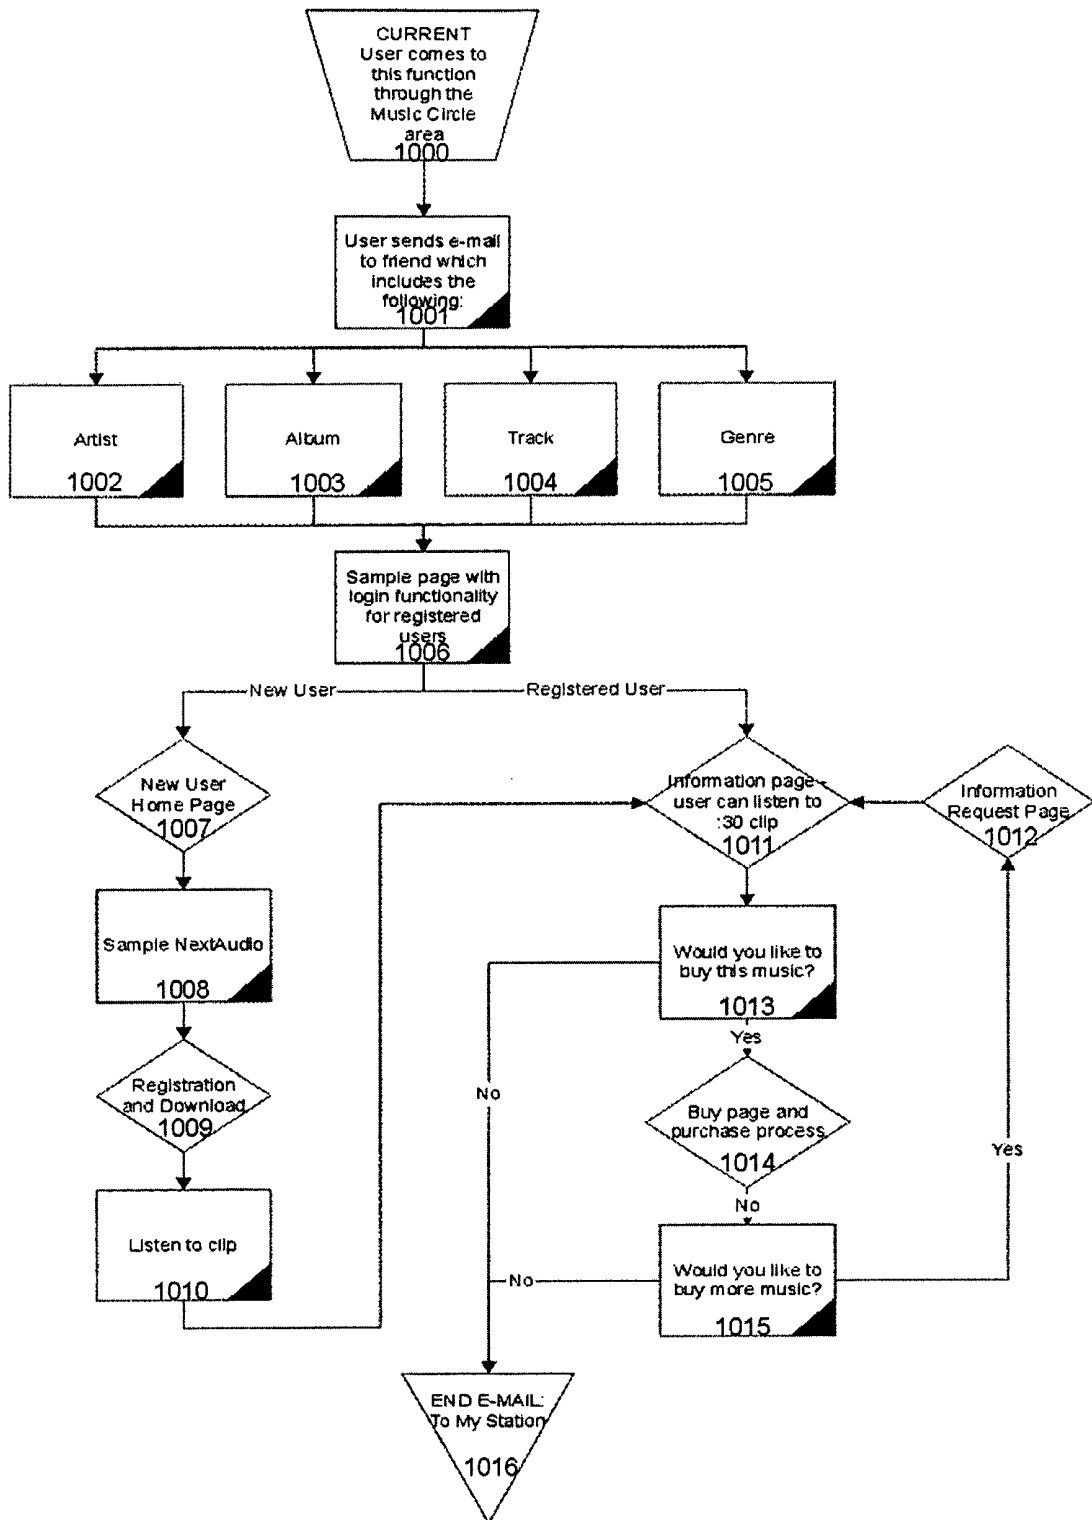 CURRENT
User comes to
this function
through the
Music Circle
area
1000
User sends e-mail
to friend which
includes the
following:
1001
Artist
1002
Album
1003
Track
1004
Genre
1005
Sample page with
login functionality
for registered
users
1006
New User
Registered User
New User
Home Page
1007
Information page–
user can listen to
:30 clip
1011
Information
Request Page
1012
Sample NextAudio
1008
Would you like to
buy this music?
1013
Yes
Registration
and Download
1009
No
Buy page and
purchase process
1014
Yes
No
Listen to clip
1010
No
Would you like to
buy more music?
1015
END E-MAIL:
To My Station
1016